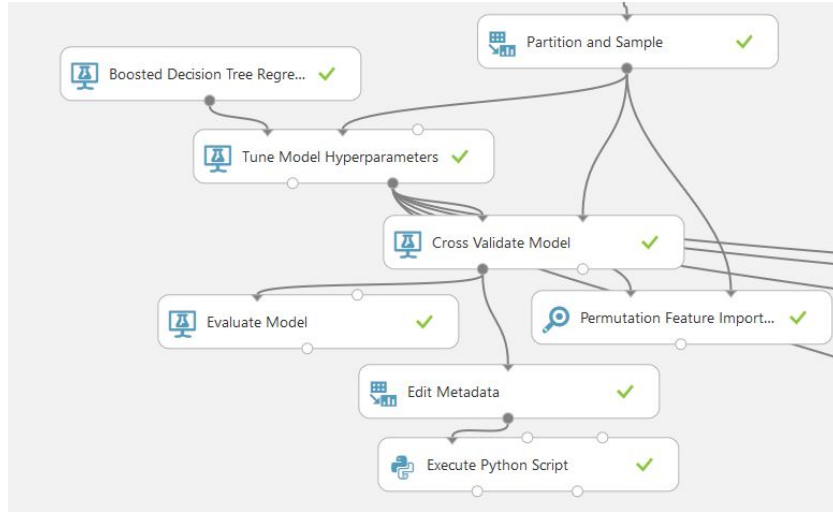 Partition and Sample
Boosted Decision Tree Regre...
Tune Model Hyperparameters
Cross Validate Model
Evaluate Model
Permutation Feature Import...
Edit Metadata
Execute Python Script